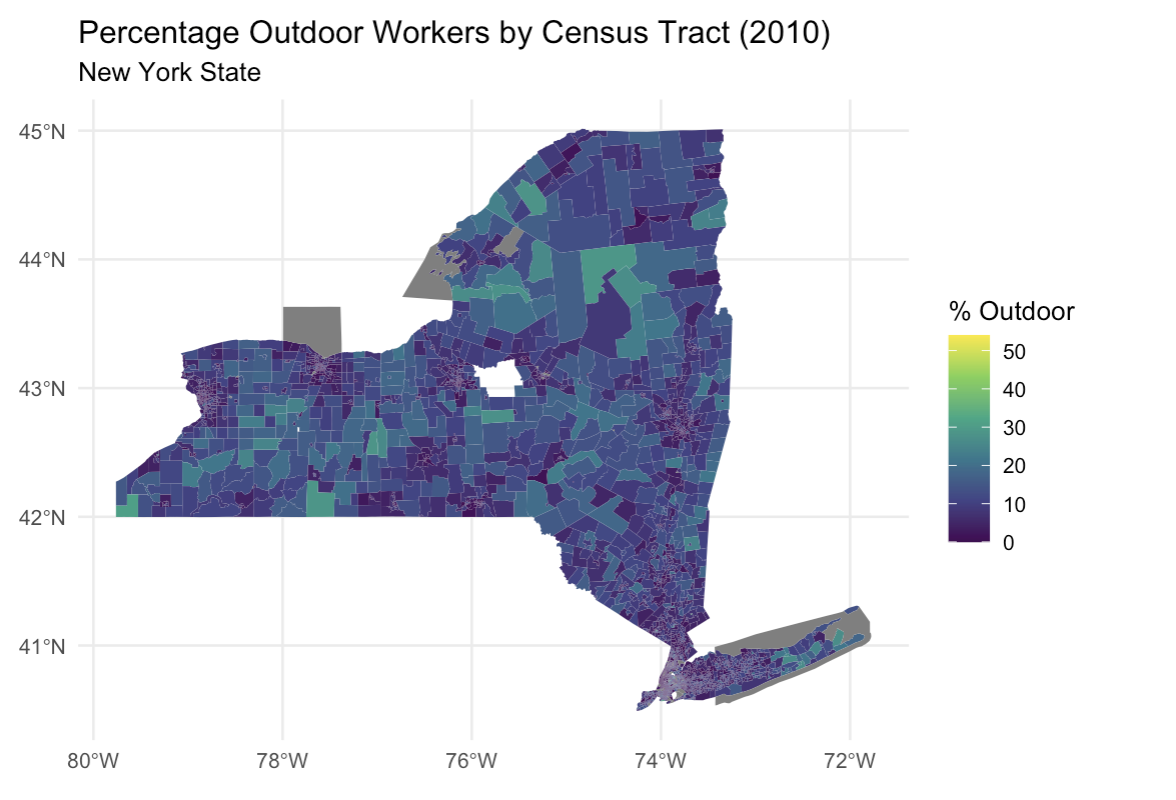 Percentage Outdoor Workers by Census Tract (2010)
New York State
45°N
44°N
43°N
42°N
41°N
80°W
78°W
76°W
74°W
72°W
% Outdoor
50
40
30
20
10
0